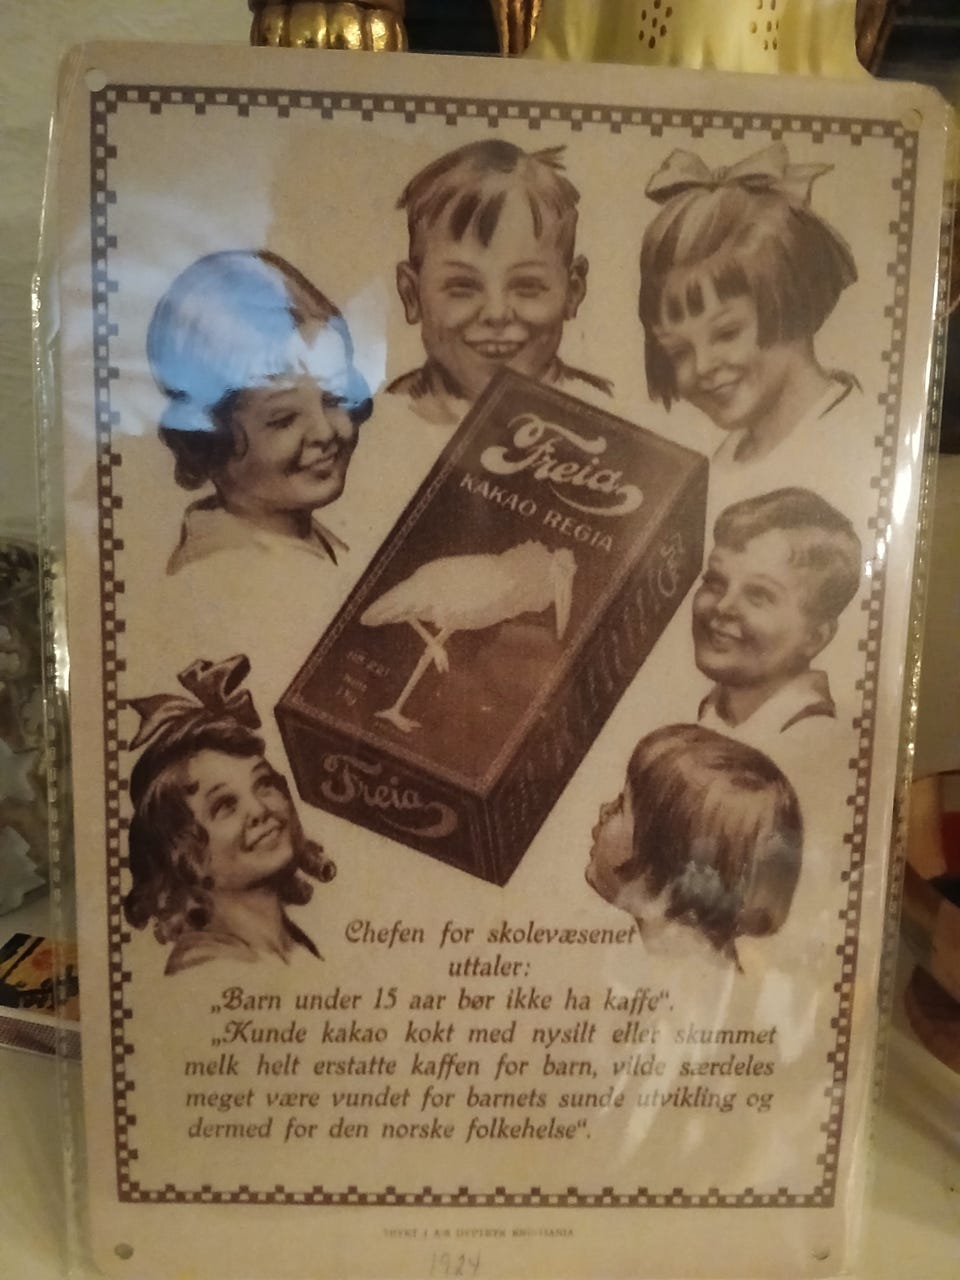 Freia
KAKAO REGIA
Freia
Chefen for skolevæsenet
uttaler:
„Barn under 15 aar bør ikke ha kaffe“.
„Kunde kakao kokt med nysilt eller skummet
melk helt erstatte kaffen for barn, vilde særdeles
meget være vundet for barnets sunde utvikling og
dermed for den norske folkehelse“.
1924